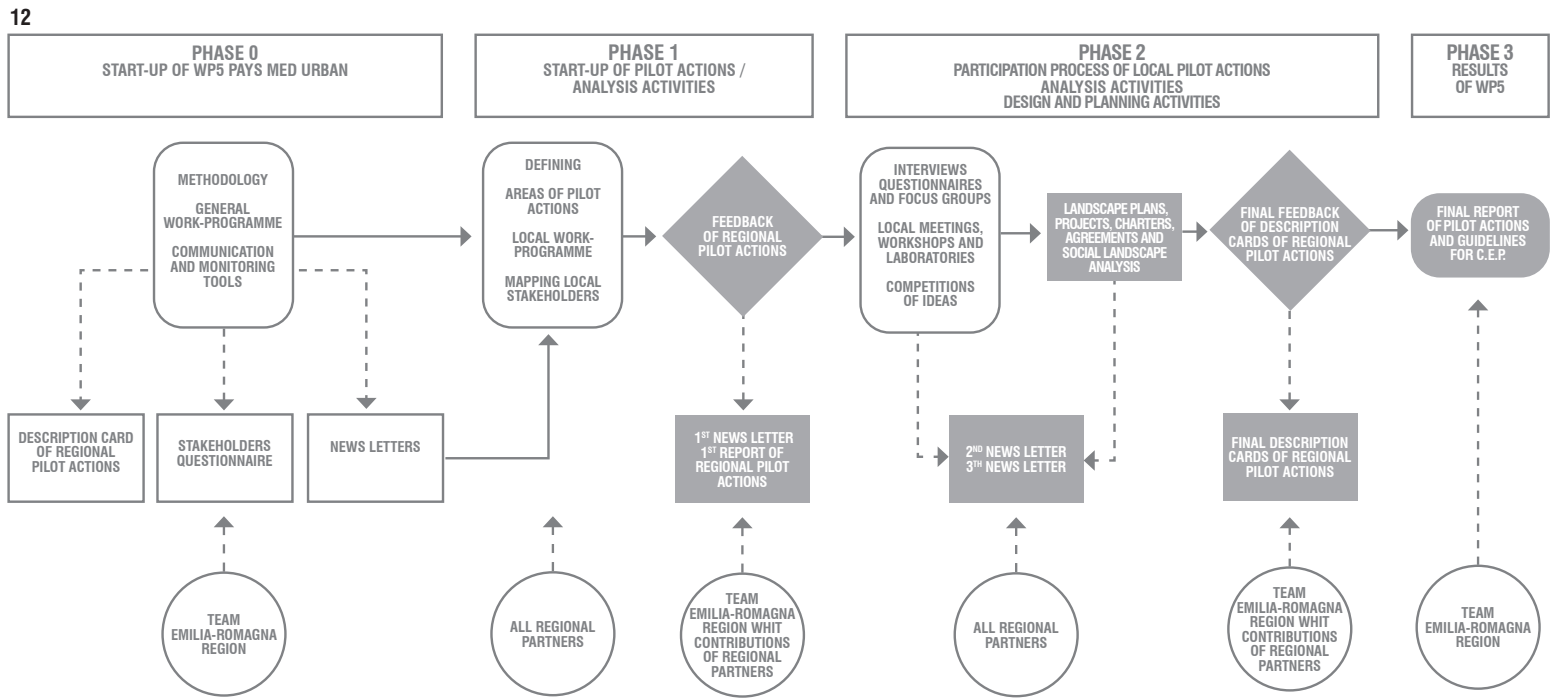 12
PHASE 0
START-UP OF WP5 PAYS MED URBAN
PHASE 1
START-UP OF PILOT ACTIONS /
ANALYSIS ACTIVITIES
PHASE 2
PARTICIPATION PROCESS OF LOCAL PILOT ACTIONS
ANALYSIS ACTIVITIES
DESIGN AND PLANNING ACTIVITIES
PHASE 3
RESULTS
OF WP5
METHODOLOGY
GENERAL
WORK-PROGRAMME
COMMUNICATION
AND MONITORING
TOOLS
DEFINING
AREAS OF PILOT
ACTIONS
LOCAL WORK-
PROGRAMME
MAPPING LOCAL
STAKEHOLDERS
FEEDBACK
OF REGIONAL
PILOT ACTIONS
INTERVIEWS
QUESTIONNAIRES
AND FOCUS GROUPS
LOCAL MEETINGS,
WORKSHOPS AND
LABORATORIES
COMPETITIONS
OF IDEAS
LANDSCAPE PLANS,
PROJECTS, CHARTERS,
AGREEMENTS AND
SOCIAL LANDSCAPE
ANALYSIS
FINAL FEEDBACK
OF DESCRIPTION
CARDS OF REGIONAL
PILOT ACTIONS
FINAL REPORT
OF PILOT ACTIONS
AND GUIDELINES
FOR C.E.P.
DESCRIPTION CARD
OF REGIONAL
PILOT ACTIONS
STAKEHOLDERS
QUESTIONNAIRE
NEWS LETTERS
1ST NEWS LETTER
1ST REPORT OF
REGIONAL PILOT
ACTIONS
2ND NEWS LETTER
3TH NEWS LETTER
FINAL DESCRIPTION
CARDS OF REGIONAL
PILOT ACTIONS
TEAM
EMILIA-ROMAGNA
REGION
ALL REGIONAL
PARTNERS
TEAM
EMILIA-ROMAGNA
REGION WHIT
CONTRIBUTIONS
OF REGIONAL
PARTNERS
ALL REGIONAL
PARTNERS
TEAM
EMILIA-ROMAGNA
REGION WHIT
CONTRIBUTIONS
OF REGIONAL
PARTNERS
TEAM
EMILIA-ROMAGNA
REGION